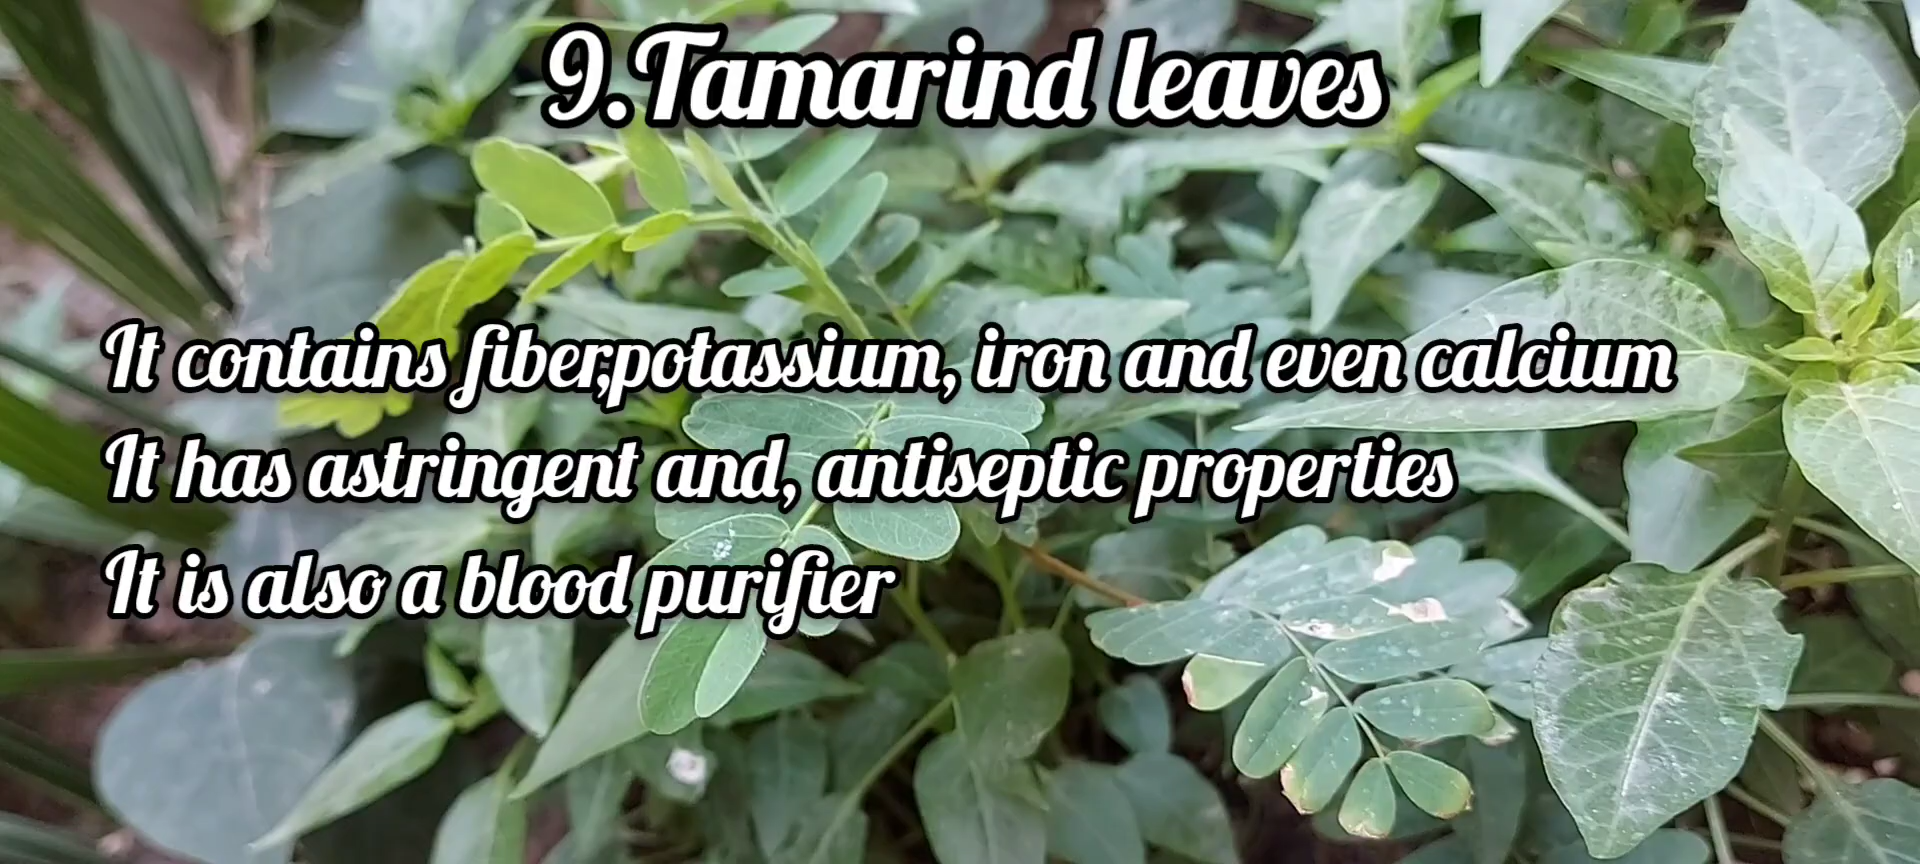 9.Tamarind leaves
It contains fiber,potassium, iron and even calcium
It has astringent and, antiseptic properties
It is also a blood purifier